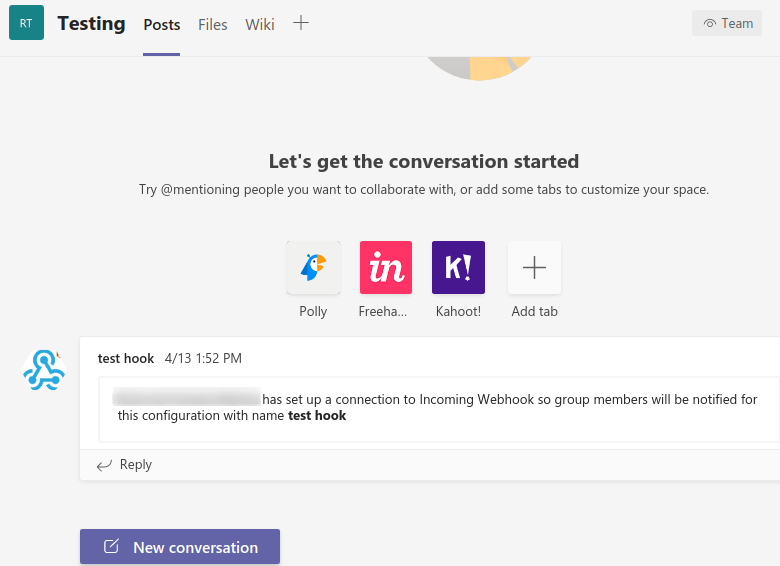 RT Testing Posts Files Wiki Team
Let's get the conversation started
Try @mentioning people you want to collaborate with, or add some tabs to customize your space.
in K!
Polly Freeha... Kahoot! Add tab
test hook 4/13 1:52 PM
has set up a connection to Incoming Webhook so group members will be notified for
this configuration with name test hook
Reply
New conversation